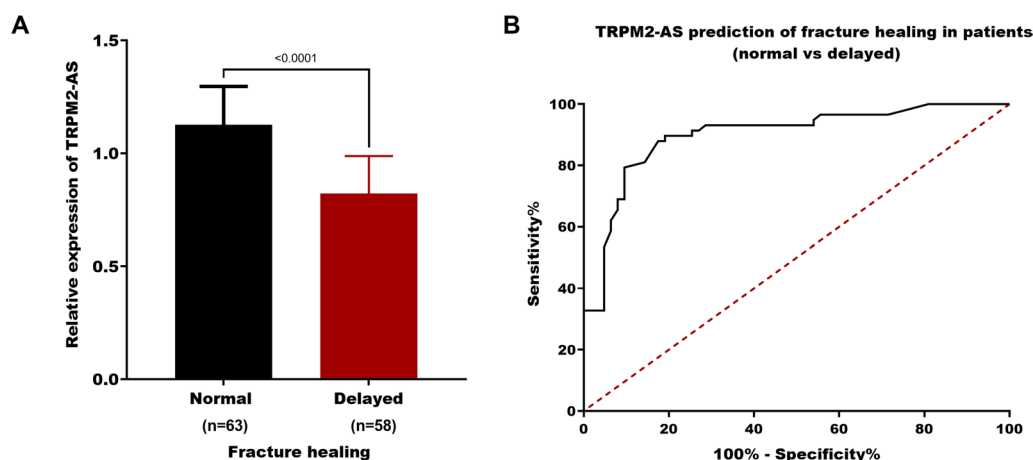 A
Relative expression of TRPM2-AS
1.5
1.0
0.5
0.0
<0.0001
Normal
Delayed
(n=63)
(n=58)
Fracture healing
B
TRPM2-AS prediction of fracture healing in patients
(normal vs delayed)
Sensitivity%
100
80
60
40
20
0
0
20
40
60
80
100
100% - Specificity%